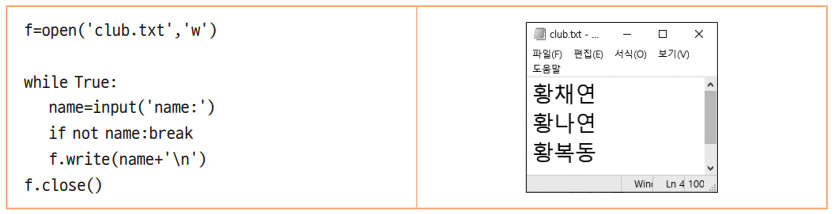 f=open('club.txt','w')
while True:
name=input('name:')
if not name:break
f.write(name+'\n')
f.close()
club.txt - ...
파일(F) 편집(E) 서식(O) 보기(V)
도움말
황채연
황나연
황복동
Win Ln 4 100